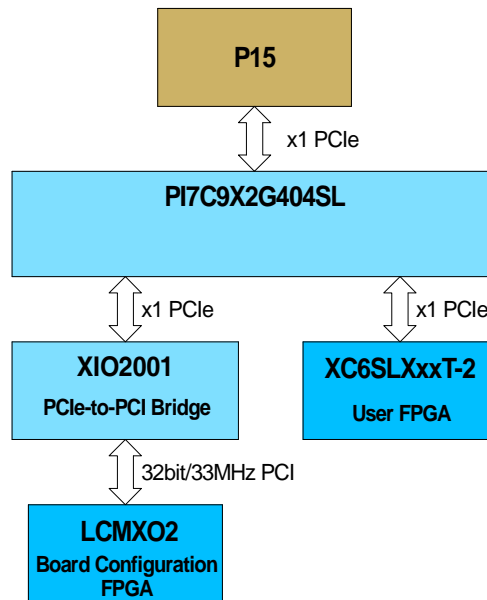 P15
x1 PCIe
PI7C9X2G404SL
x1 PCIe
x1 PCIe
XIO2001
PCIe-to-PCI Bridge
XC6SLXxxT-2
User FPGA
32bit/33MHz PCI
LCMXO2
Board Configuration
FPGA